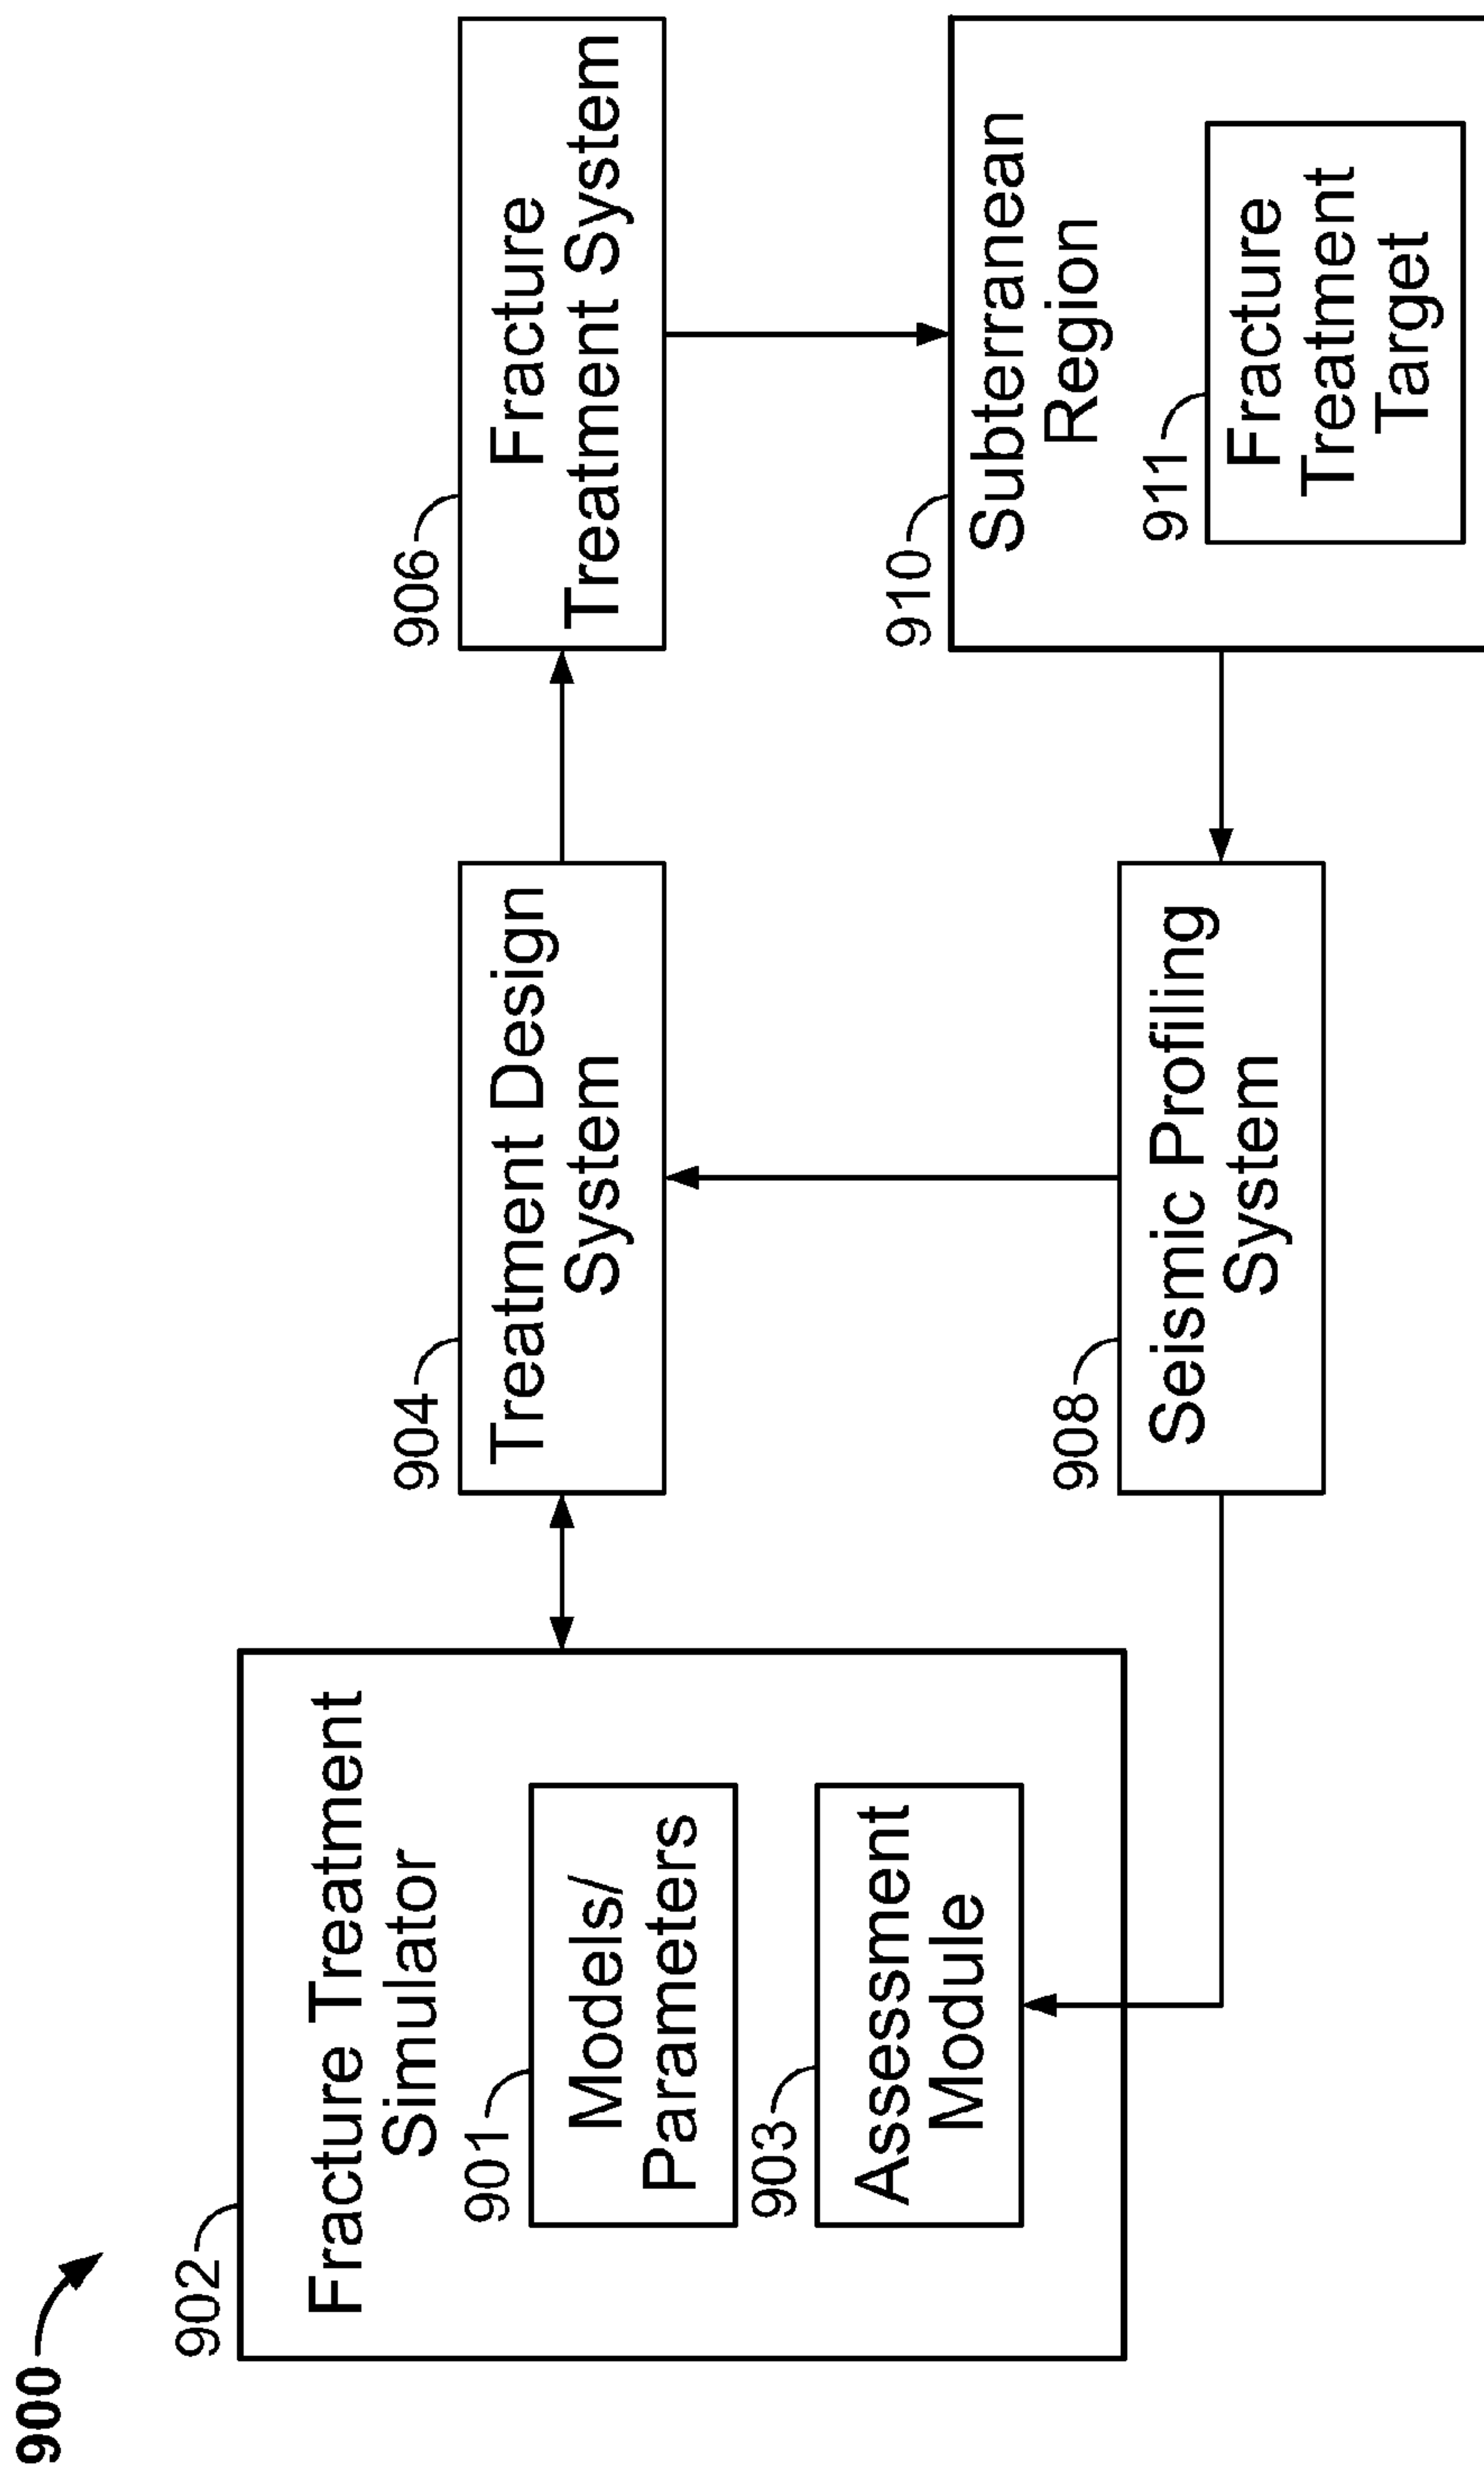 900
902
Fracture Treatment
Simulator
901
Models/
Parameters
903
Assessment
Module
904
Treatment Design
System
906
Fracture
Treatment System
908
Seismic Profiling
System
910
Subterranean
Region
911
Fracture
Treatment
Target